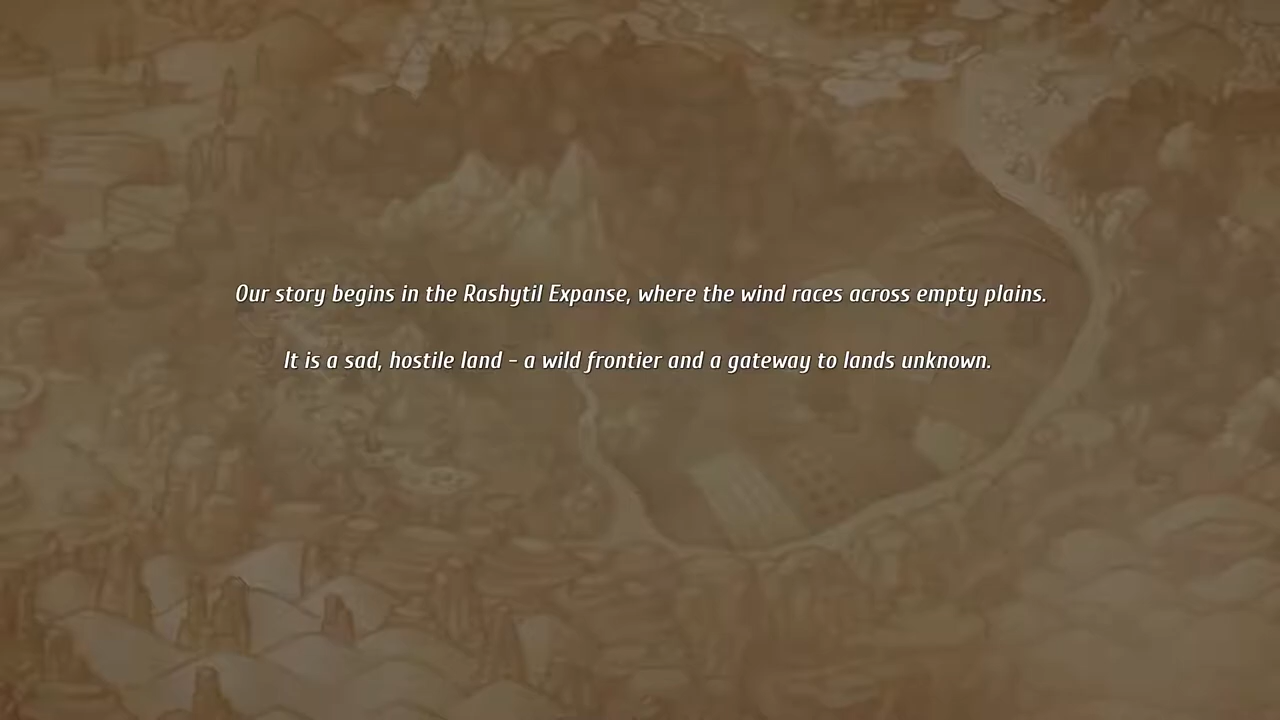 Our story begins in the Rashytil Expanse, where the wind races across empty plains.
It is a sad, hostile land - a wild frontier and a gateway to lands unknown.